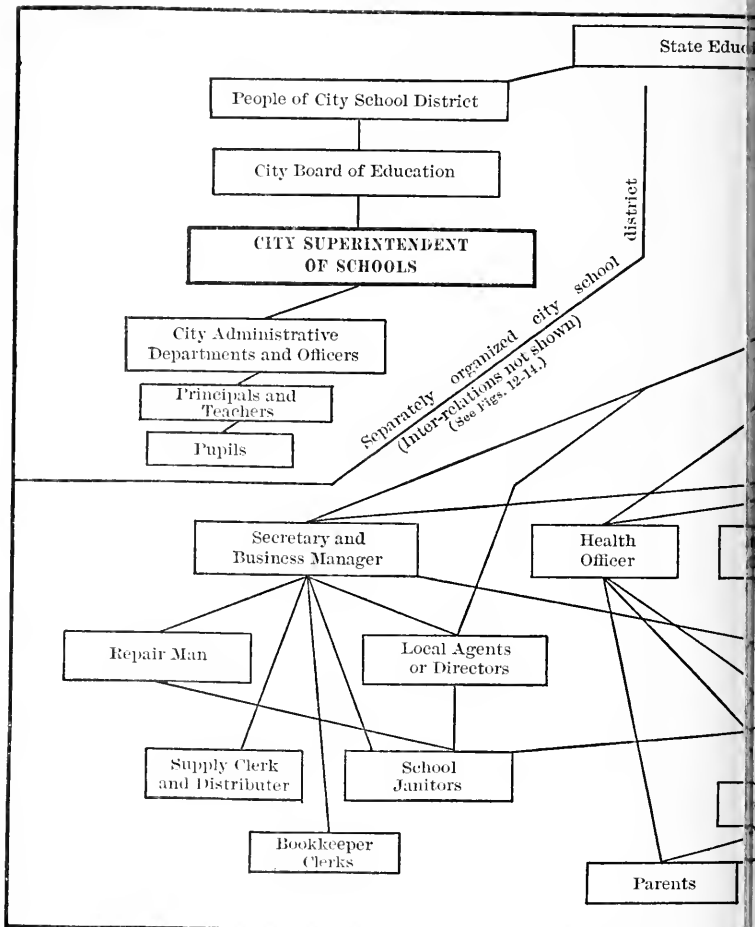 State
People of City School District
City Board of Education
CITY SUPERINTENDENT
OF SCHOOLS
City Administrative
Departments and Officers
Principals and
Teachers
Pupils
Separately organized city school district
(Inter-relations not shown)
(See Figs. 12-14.)
Secretary and
Business Manager
Health
Officer
Repair Man
Local Agents
or Directors
Supply Clerk
and Distributer
School
Janitors
Bookkeeper
Clerks
Parents